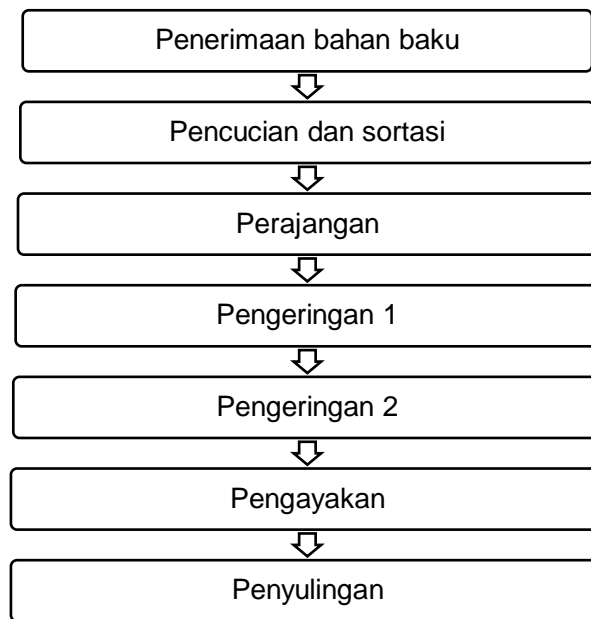 Penerimaan bahan baku
Pencucian dan sortasi
Perajangan
Pengeringan 1
Pengeringan 2
Pengayakan
Penyulingan